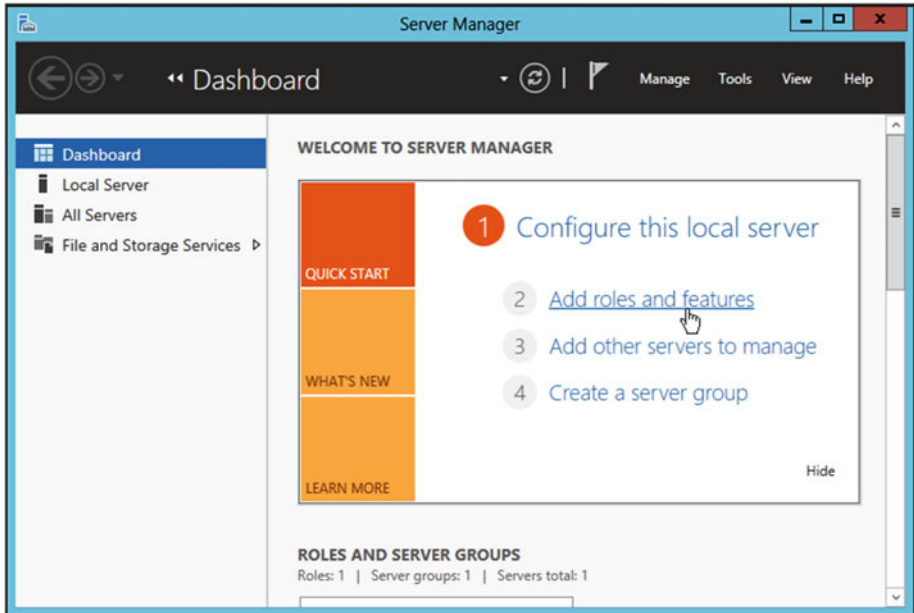 Server Manager
Dashboard
Manage Tools View Help
Dashboard
Local Server
All Servers
File and Storage Services
WELCOME TO SERVER MANAGER
QUICK START
WHAT'S NEW
LEARN MORE
1 Configure this local server
2 Add roles and features
3 Add other servers to manage
4 Create a server group
Hide
ROLES AND SERVER GROUPS
Roles: 1 | Server groups: 1 | Servers total: 1